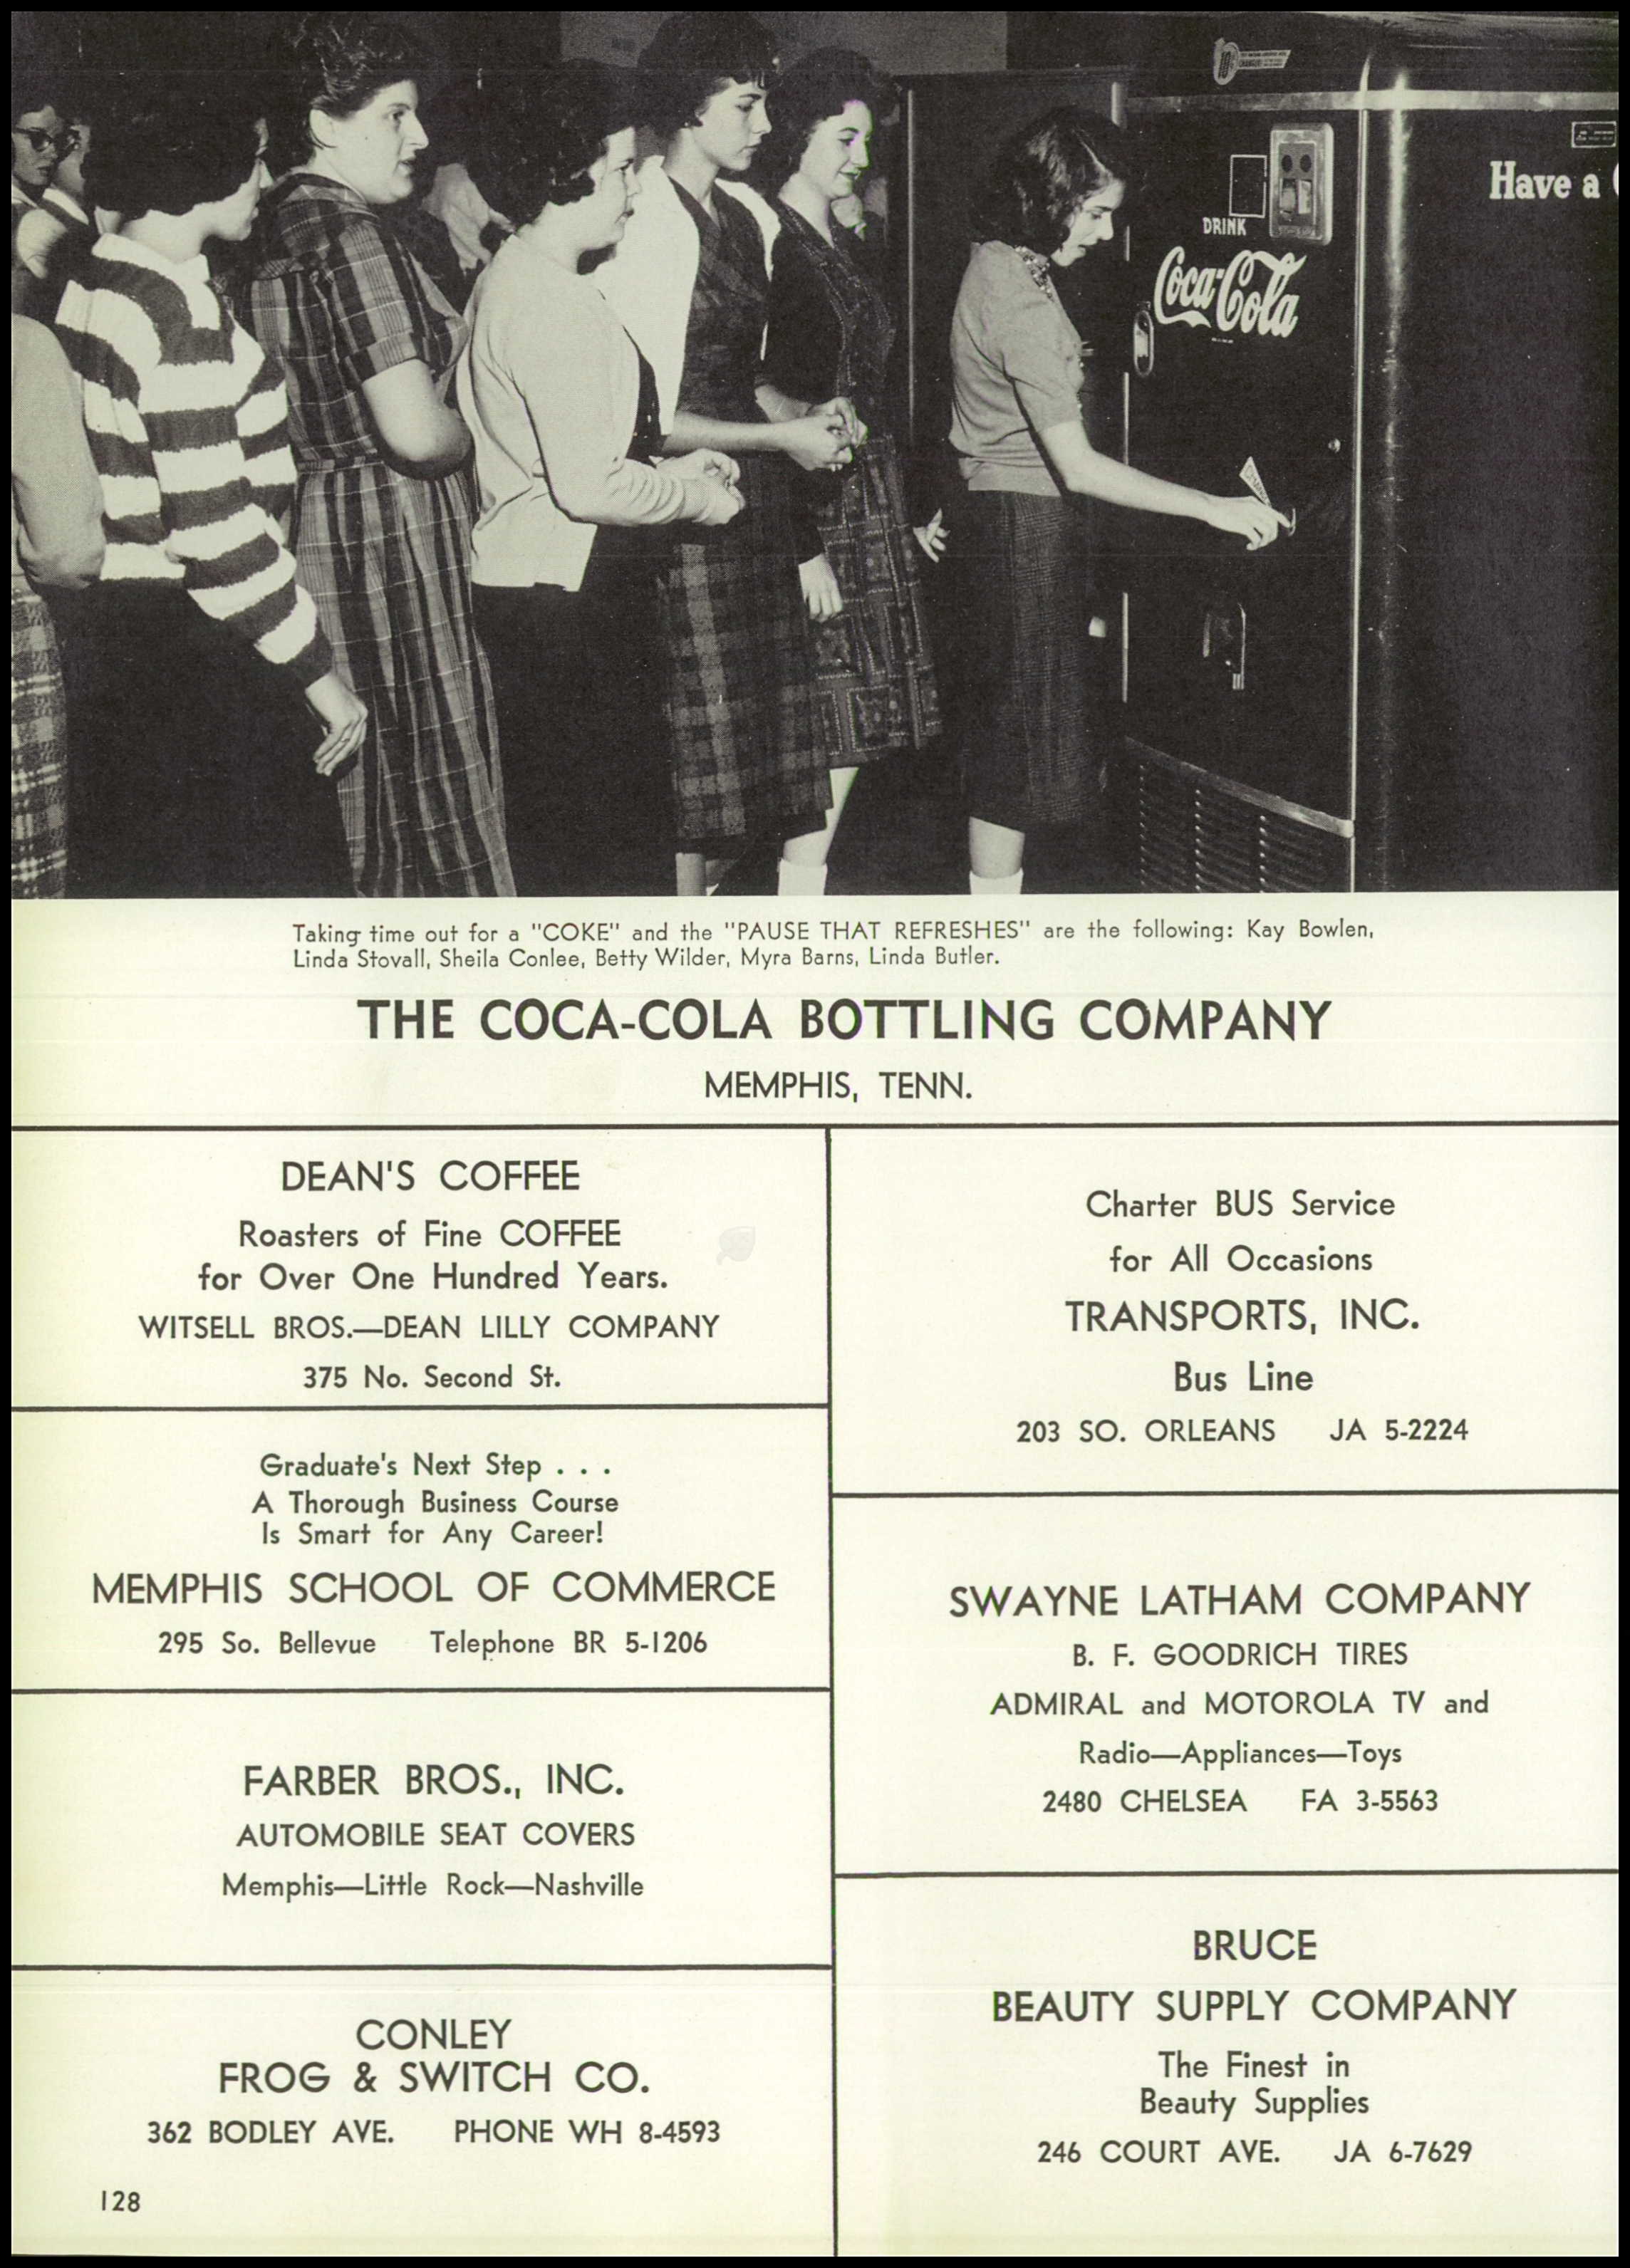 10¢
DRINK
Coca-Cola
Have a
Taking time out for a "COKE" and the "PAUSE THAT REFRESHES" are the following: Kay Bowlen,
Linda Stovall, Sheila Conlee, Betty Wilder, Myra Barns, Linda Butler.
THE COCA-COLA BOTTLING COMPANY
MEMPHIS, TENN.
DEAN'S COFFEE
Roasters of Fine COFFEE
for Over One Hundred Years.
WITSELL BROS.—DEAN LILLY COMPANY
375 No. Second St.
Graduate's Next Step . . .
A Thorough Business Course
Is Smart for Any Career!
MEMPHIS SCHOOL OF COMMERCE
295 So. Bellevue Telephone BR 5-1206
FARBER BROS., INC.
AUTOMOBILE SEAT COVERS
Memphis—Little Rock—Nashville
CONLEY
FROG & SWITCH CO.
362 BODLEY AVE. PHONE WH 8-4593
Charter BUS Service
for All Occasions
TRANSPORTS, INC.
Bus Line
203 SO. ORLEANS JA 5-2224
SWAYNE LATHAM COMPANY
B. F. GOODRICH TIRES
ADMIRAL and MOTOROLA TV and
Radio—Appliances—Toys
2480 CHELSEA FA 3-5563
BRUCE
BEAUTY SUPPLY COMPANY
The Finest in
Beauty Supplies
246 COURT AVE. JA 6-7629
128